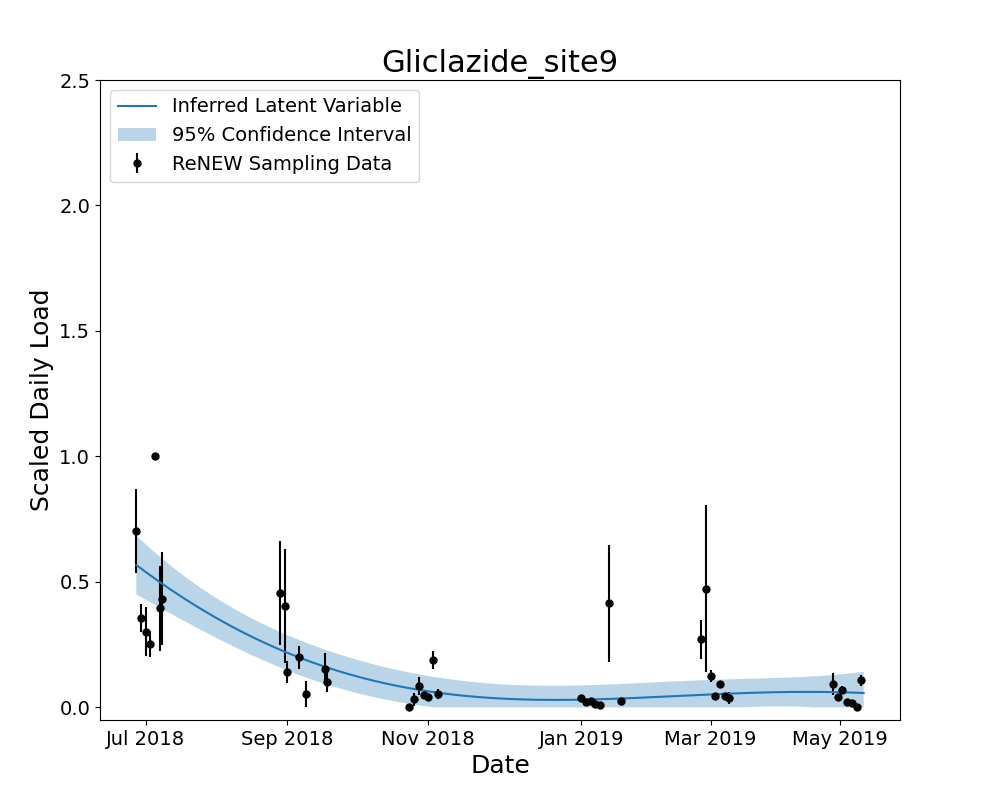 Gliclazide_site9
2.5
Inferred Latent Variable
95% Confidence Interval
ReNEW Sampling Data
2.0
1.5
1.0
0.5
0.0
Scaled Daily Load
Jul 2018 Sep 2018 Nov 2018 Jan 2019 Mar 2019 May 2019
Date